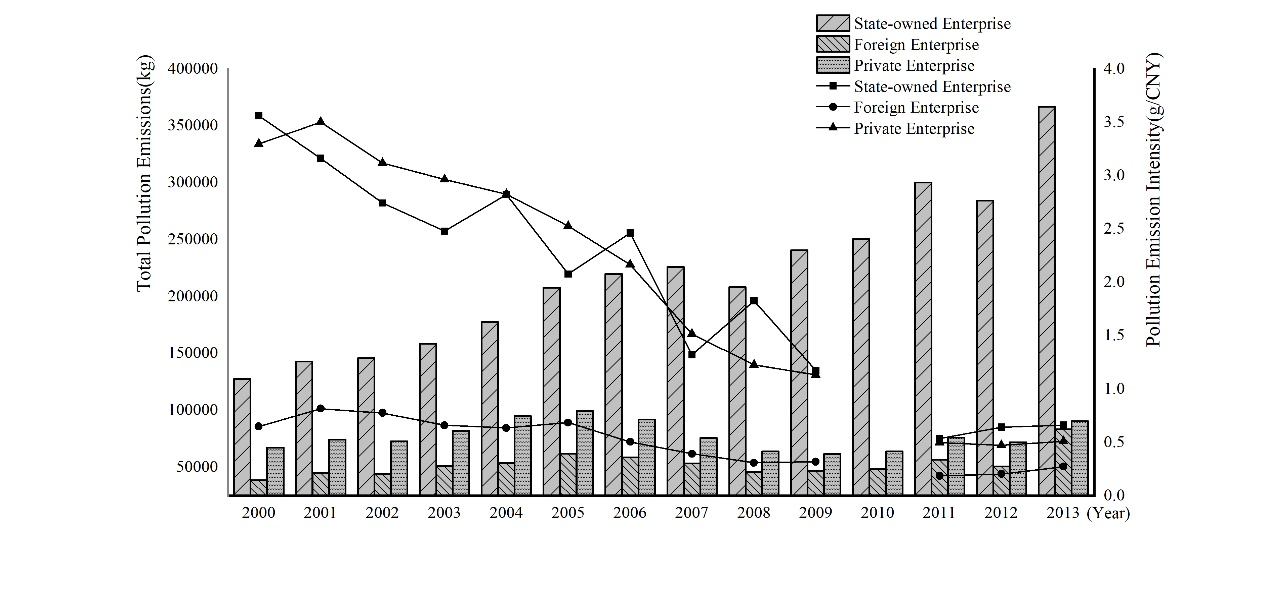 State-owned Enterprise
Foreign Enterprise
Private Enterprise
State-owned Enterprise
Foreign Enterprise
Private Enterprise
Total Pollution Emissions(kg)
400000
350000
300000
250000
200000
150000
100000
50000
Pollution Emission Intensity(g/CNY)
4.0
3.5
3.0
2.5
2.0
1.5
1.0
0.5
0.0
2000 2001 2002 2003 2004 2005 2006 2007 2008 2009 2010 2011 2012 2013 (Year)